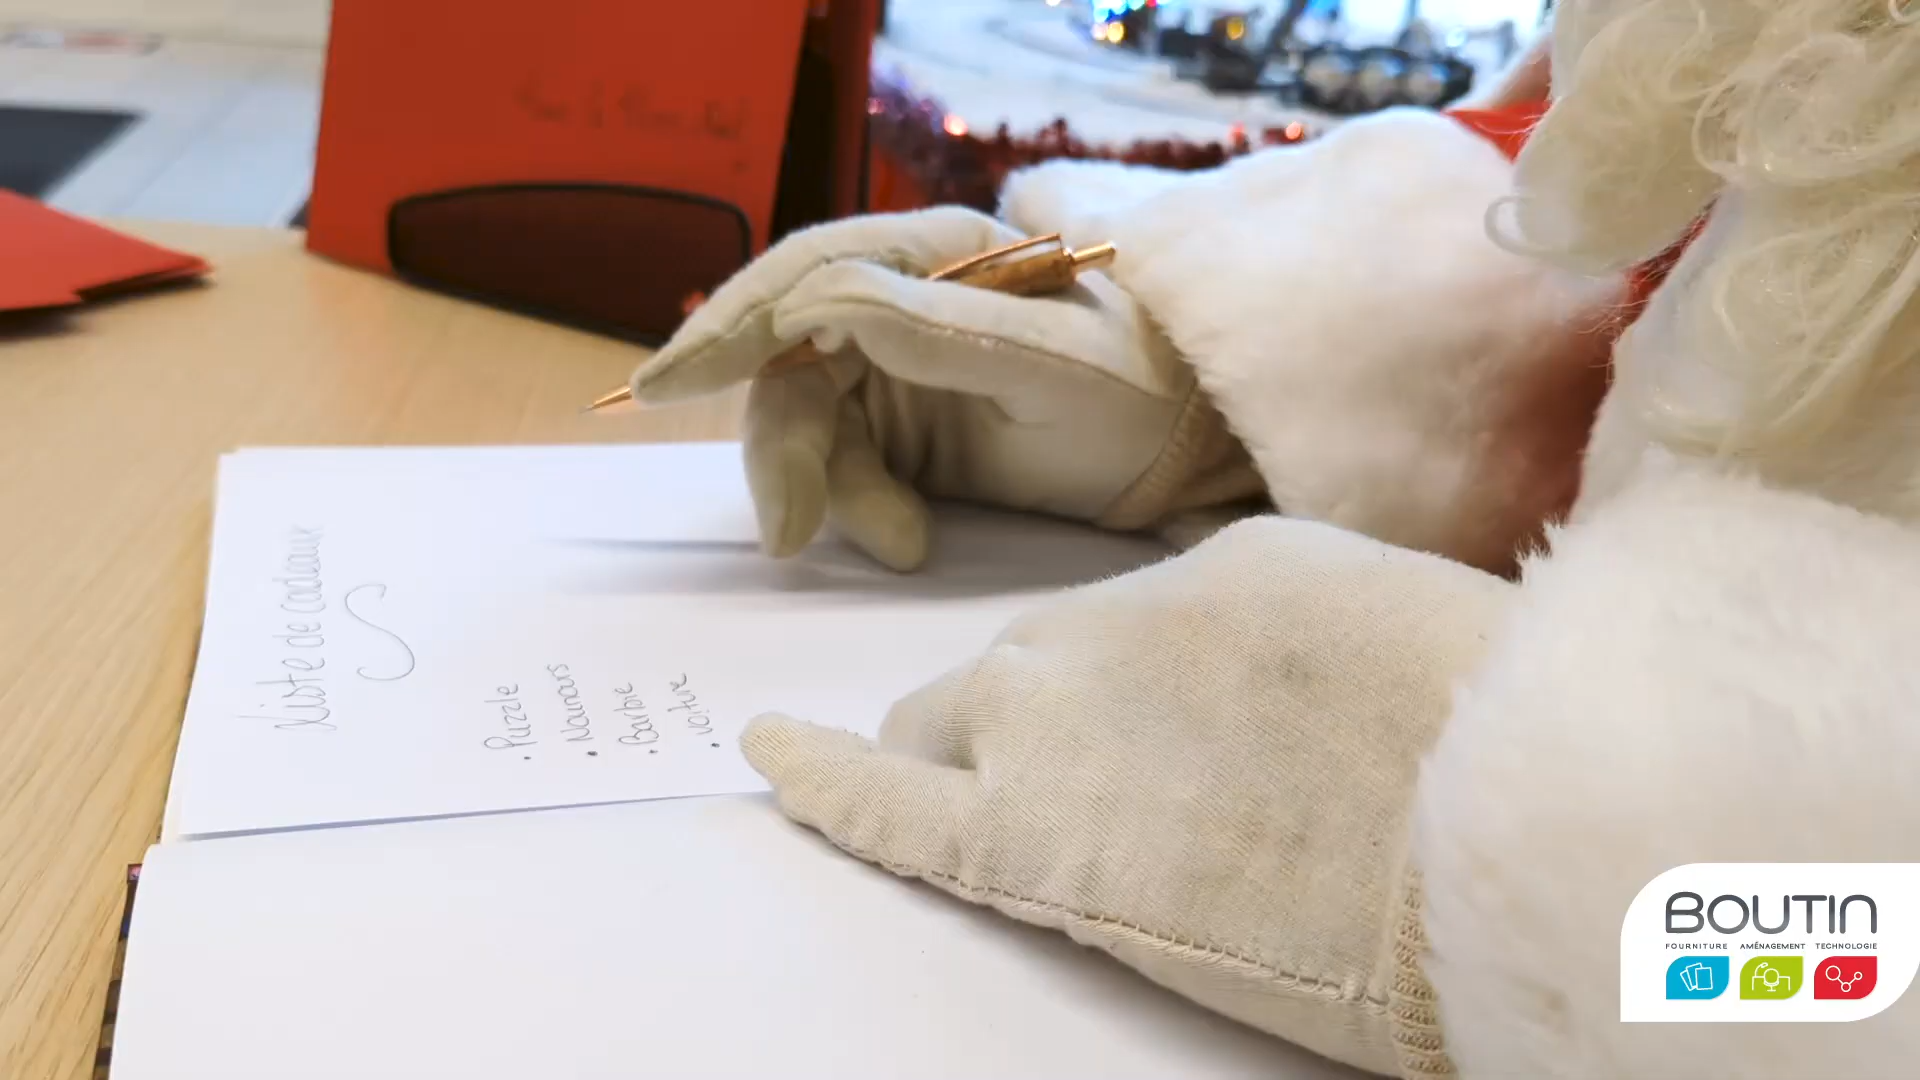 Liste de cadeaux
• Puzzle
• Nounours
• Barbie
• voiture
BOUTIN
FOURNITURE AMÉNAGEMENT TECHNOLOGIE